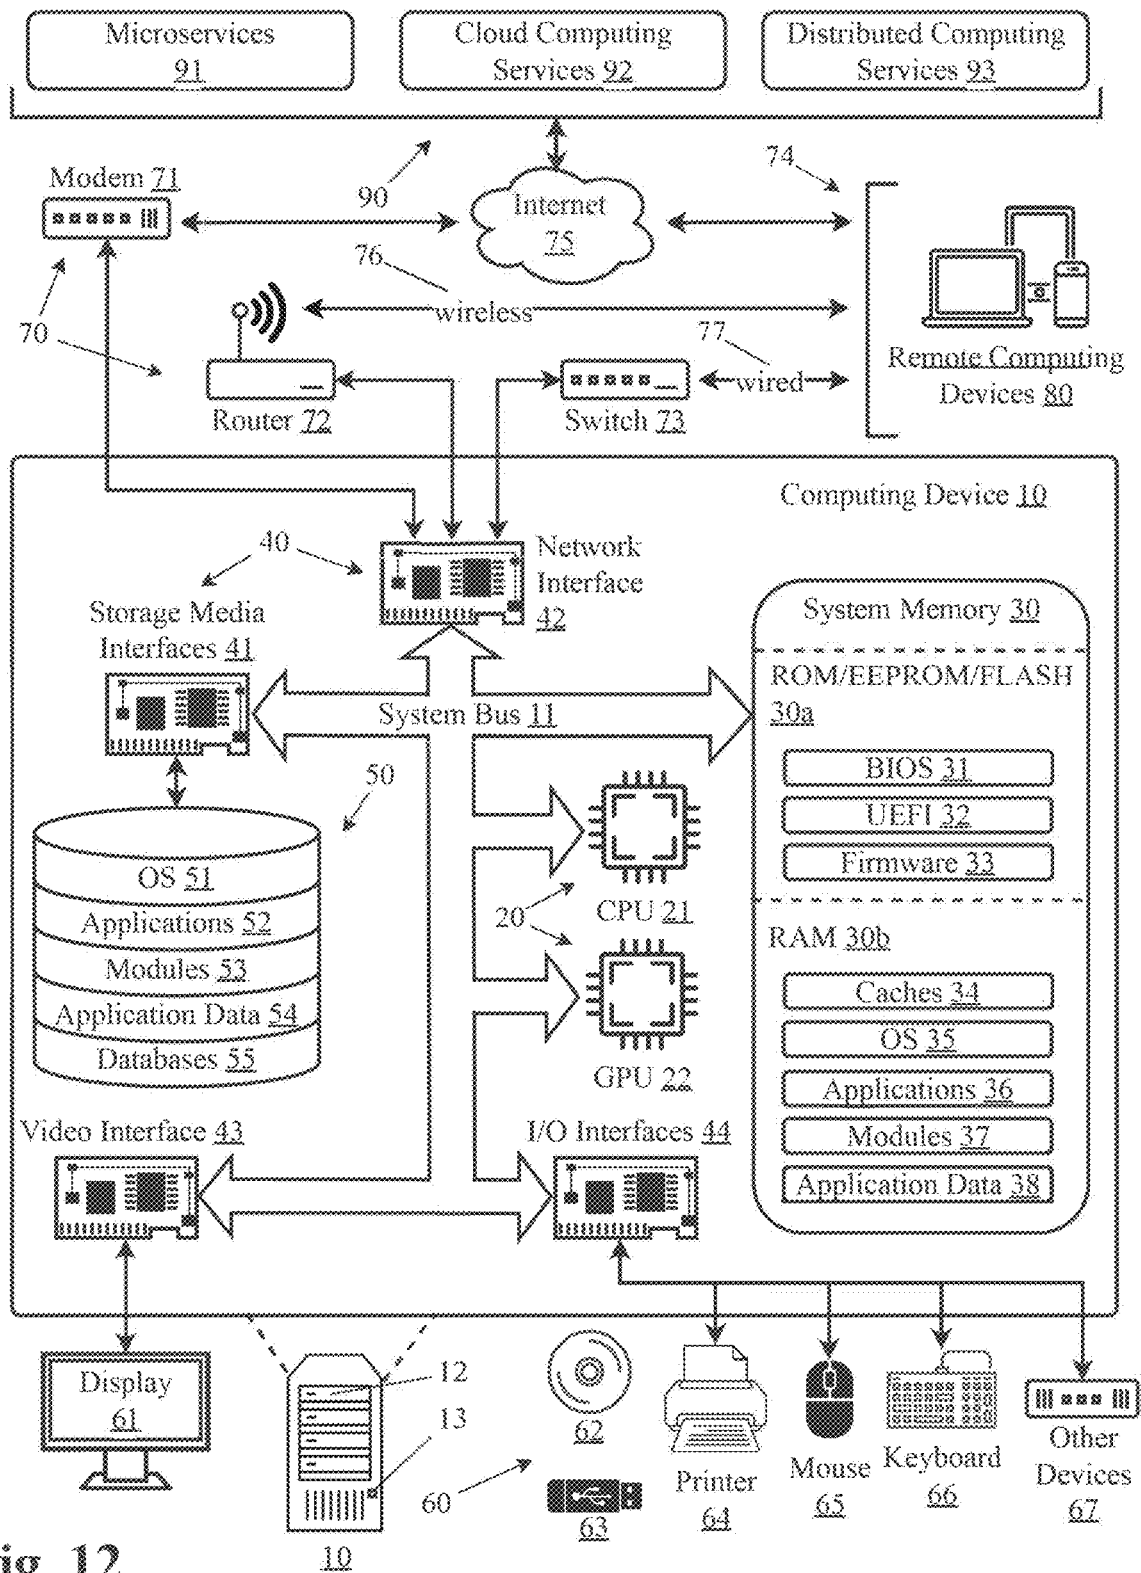 Microservices
91
Cloud Computing
Services 92
Distributed Computing
Services 93
90
74
Modem 71
Internet
75
76
wireless
70
77
wired
Router 72
Switch 73
Remote Computing
Devices 80
Computing Device 10
40
Network
Interface
42
Storage Media
Interfaces 41
System Bus 11
System Memory 30
ROM/EEPROM/FLASH
30a
BIOS 31
UEFI 32
Firmware 33
RAM 30b
Caches 34
OS 35
Applications 36
Modules 37
Application Data 38
50
OS 51
Applications 52
Modules 53
Application Data 54
Databases 55
20
CPU 21
GPU 22
Video Interface 43
I/O Interfaces 44
Display
61
12
13
10
60
62
63
Printer
64
Mouse
65
Keyboard
66
Other
Devices
67
ig. 12